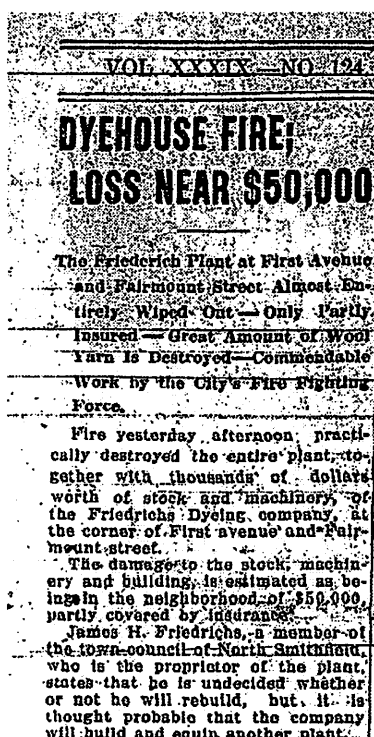 VOL XXXIX—NO 124
DYEHOUSE FIRE;
LOSS NEAR $50,000
The Friederich Plant at First Avenue
and Fairmount Street Almost En-
tirely Wiped Out—Only Partly
Insured—Great Amount of Wool
Yarn Is Destroyed—Commendable
Work by the City's Fire Fighting
Force.
Fire yesterday afternoon practi-
cally destroyed the entire plant, to-
gether with thousands of dollars
worth of stock and machinery, of
the Friedrichs Dyeing company, at
the corner of First avenue and Fair-
mount street.
The damage to the stock, machin-
ery and building, is estimated as be-
ing in the neighborhood of $50,000,
partly covered by insurance.
James H. Friedrichs, a member of
the town council of North Smithfield,
who is the proprietor of the plant,
states that he is undecided whether
or not he will rebuild, but it is
thought probable that the company
will build and equip another plant.